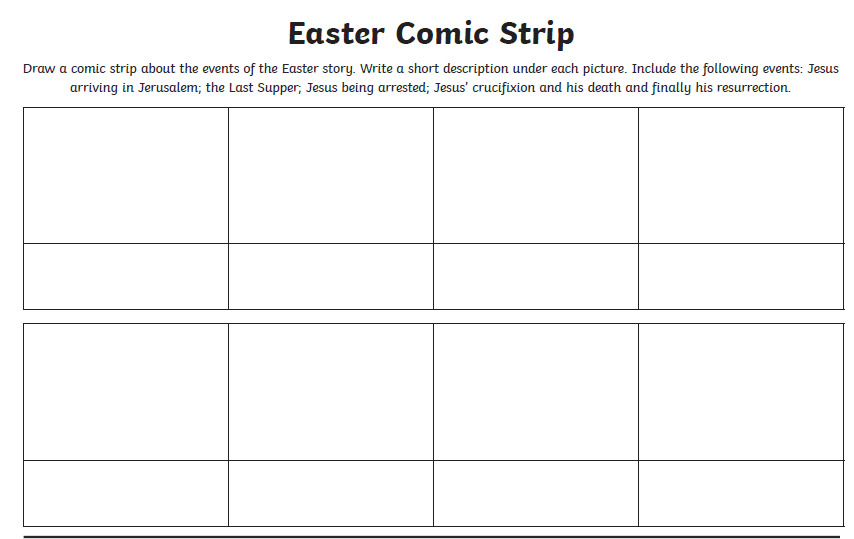 Easter Comic Strip
Draw a comic strip about the events of the Easter story. Write a short description under each picture. Include the following events: Jesus
arriving in Jerusalem; the Last Supper; Jesus being arrested; Jesus' crucifixion and his death and finally his resurrection.